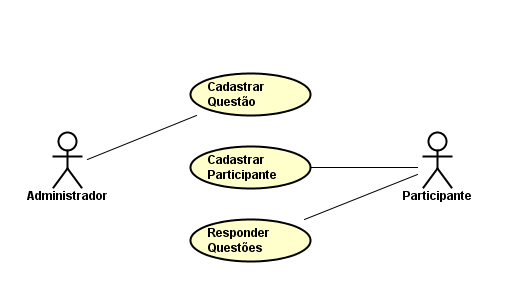 Cadastrar
Questão
Cadastrar
Participante
Administrador
Participante
Responder
Questões